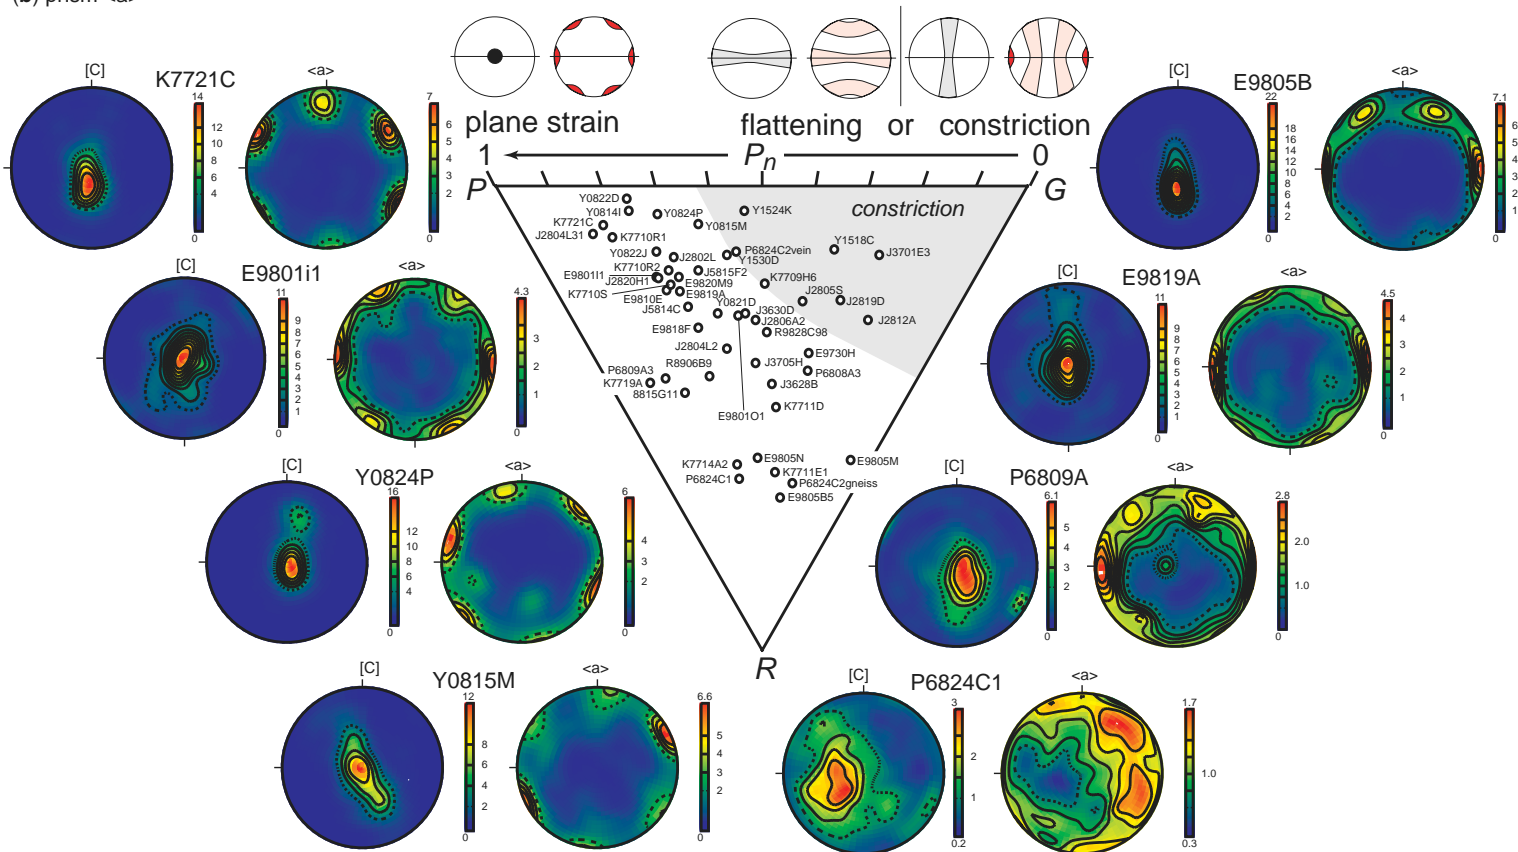 (b) prism <a>
plane strain flattening or constriction
1 Pn 0
P G
constriction
R
K7721C
[C] <a>
14
12
10
8
6
4
0
7
6
5
4
3
2
0
E9801i1
[C] <a>
11
9
8
7
6
5
4
3
2
1
0
4.3
3
2
1
0
Y0824P
[C] <a>
16
12
10
8
6
4
0
6
4
3
2
0
Y0815M
[C] <a>
12
8
6
4
2
0
6.6
5
4
3
2
0
E9805B
[C] <a>
22
18
16
14
12
10
8
6
4
2
0
7.1
6
5
4
3
2
1
0
E9819A
[C] <a>
11
9
8
7
6
5
4
3
2
1
0
4.5
4
3
2
1
0
P6809A
[C] <a>
6.1
5
4
3
2
0
2.8
2.0
1.0
0
P6824C1
[C] <a>
3
2
1
0.2
1.7
1.0
0.3
Y0822D
Y0814I
Y0824P
Y1524K
K7721C
Y0815M
J2804L31
K7710R1
Y0822J
J2802L
P6824C2vein
Y1530D
Y1518C
J3701E3
K7710R2
J5815F2
E9801I1
J2820H1
E9820M9
K7709H6
K7710S
E9819A
E9810E
J2805S
J2819D
J5814C
Y0821D
J3630D
J2806A2
J2812A
E9818F
R9828C98
J2804L2
E9730H
R8906B9
J3705H
P6808A3
P6809A3
K7719A
J3628B
8815G11
E9801O1
K7711D
K7714A2
E9805N
E9805M
P6824C1
K7711E1
P6824C2gneiss
E9805B5